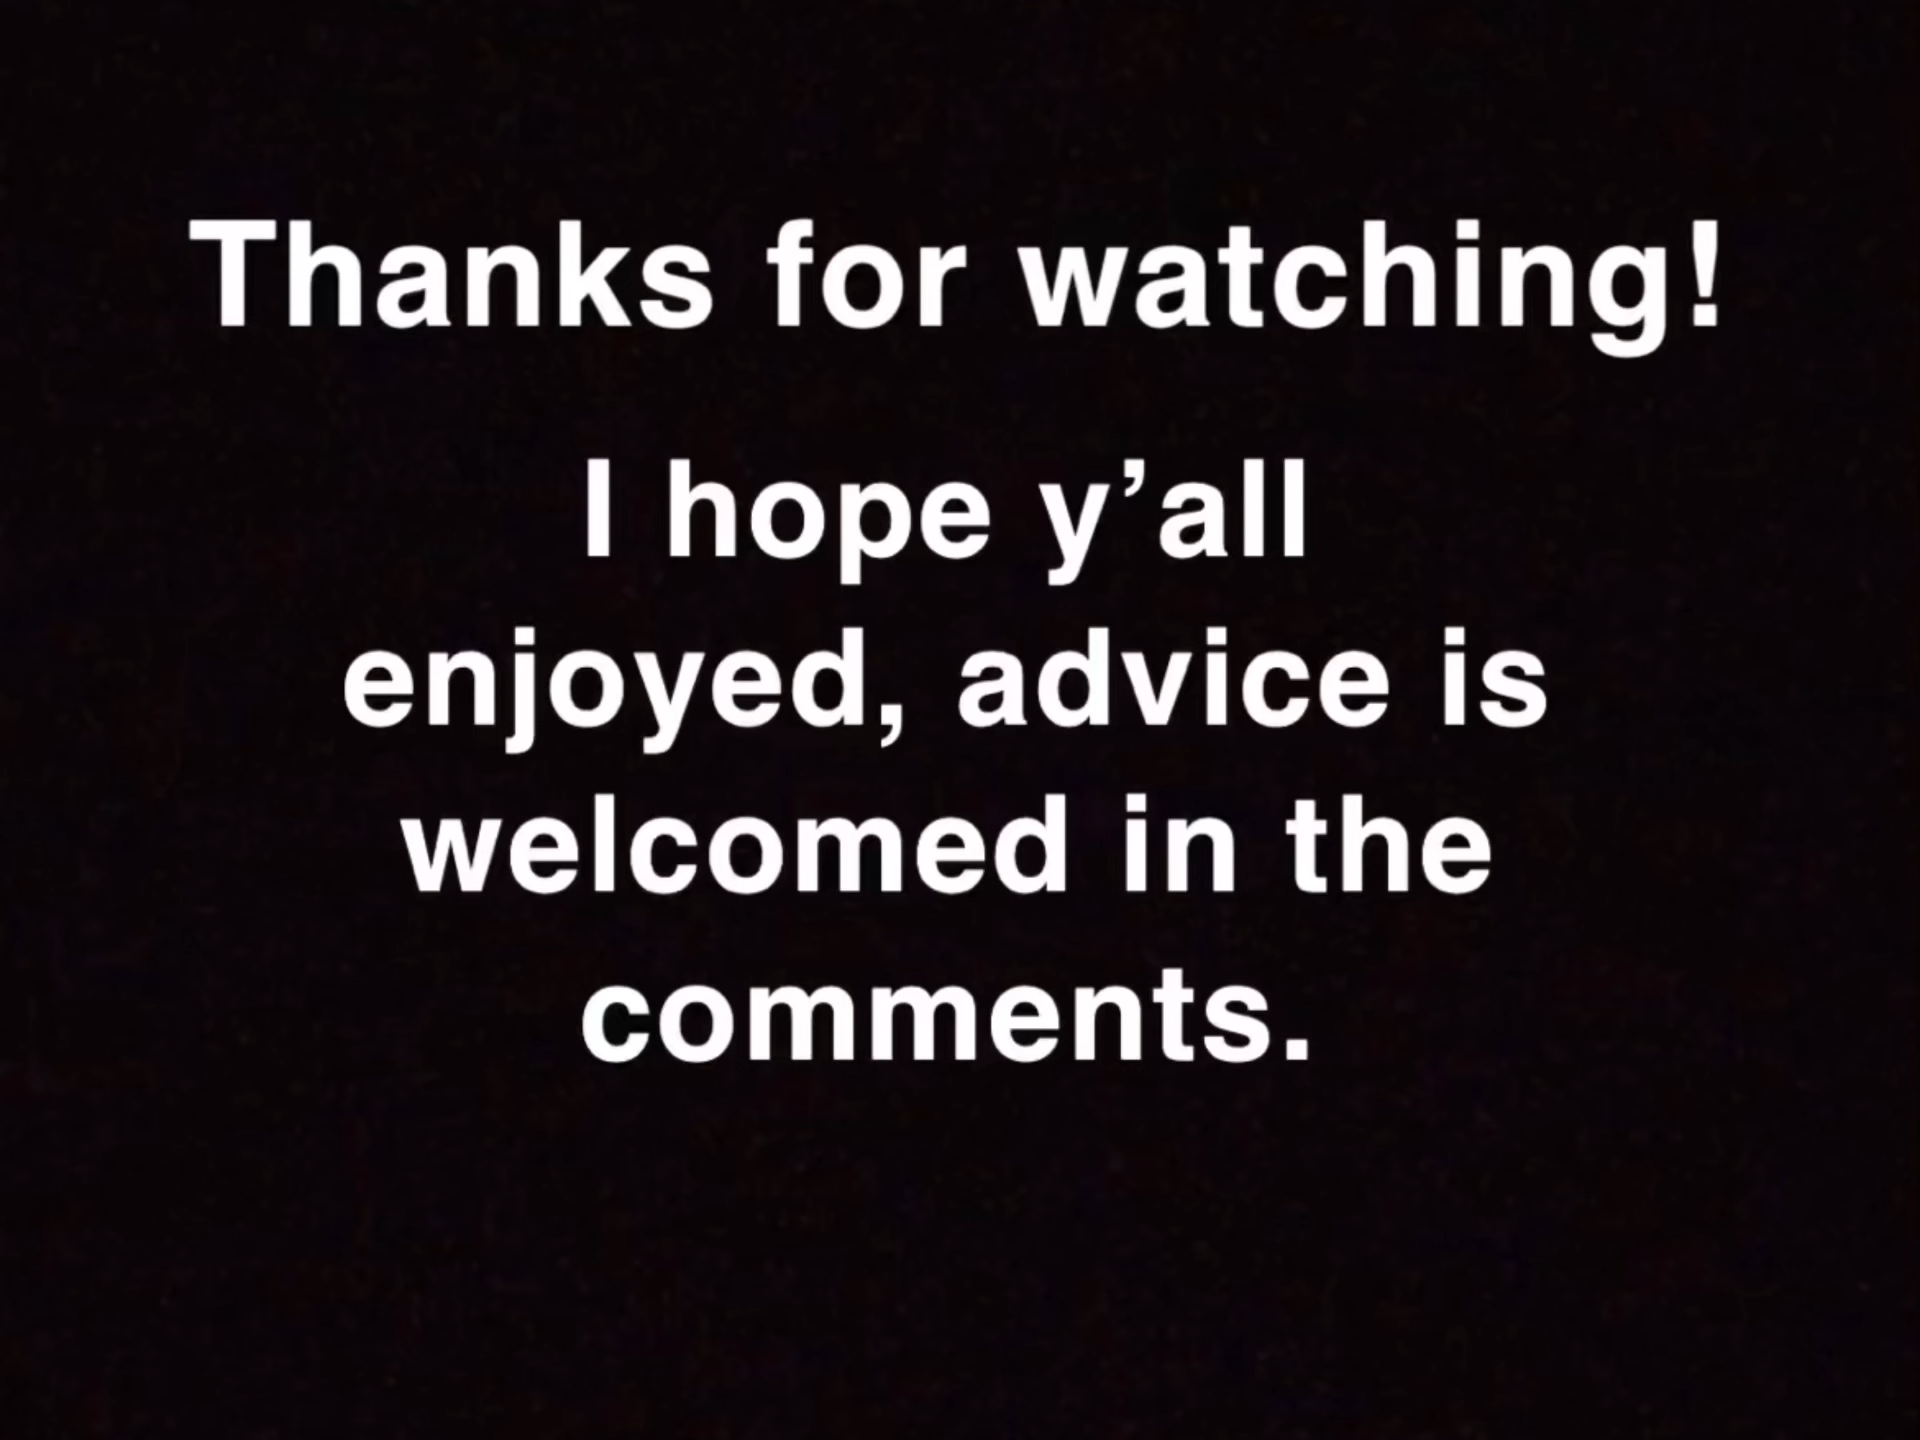 Thanks for watching!
I hope y’all
enjoyed, advice is
welcomed in the
comments.